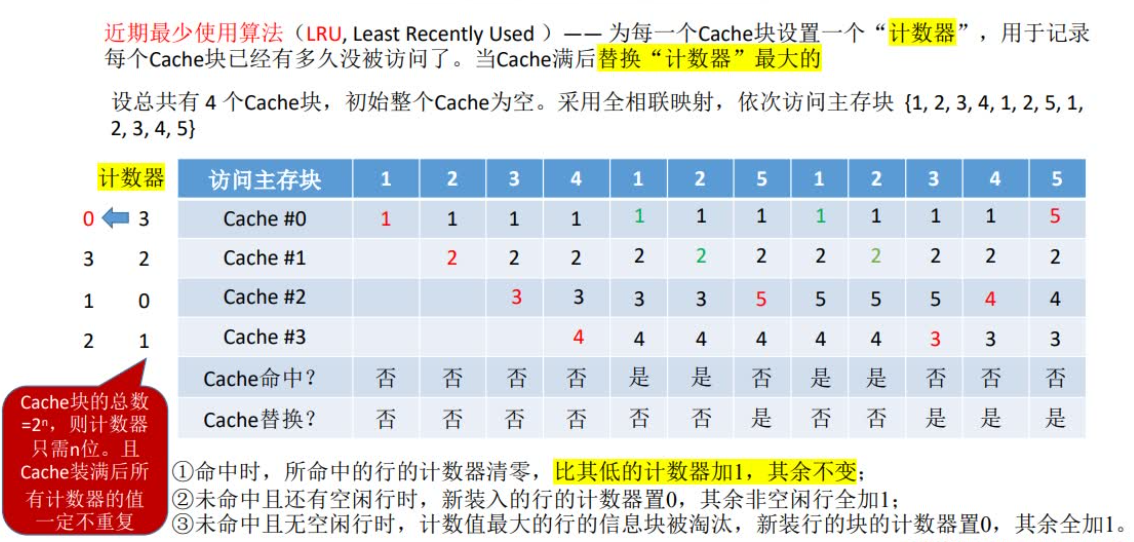 近期最少使用算法（LRU, Least Recently Used ）—— 为每一个Cache块设置一个“计数器”，用于记录
每个Cache块已经有多久没被访问了。当Cache满后替换“计数器”最大的
设总共有 4 个Cache块，初始整个Cache为空。采用全相联映射，依次访问主存块 {1, 2, 3, 4, 1, 2, 5, 1,
2, 3, 4, 5}
计数器 访问主存块 1 2 3 4 1 2 5 1 2 3 4 5
0 3 Cache #0 1 1 1 1 1 1 1 1 1 1 1 5
3 2 Cache #1 2 2 2 2 2 2 2 2 2 2 2
1 0 Cache #2 3 3 3 3 5 5 5 5 4 4
2 1 Cache #3 4 4 4 4 4 4 3 3 3
Cache命中？ 否 否 否 否 是 是 否 是 是 否 否 否
Cache替换？ 否 否 否 否 否 否 是 否 否 是 是 是
Cache块的总数
=2ⁿ，则计数器
只需n位。且
Cache装满后所
有计数器的值
一定不重复
①命中时，所命中的行的计数器清零，比其低的计数器加1，其余不变；
②未命中且还有空闲行时，新装入的行的计数器置0，其余非空闲行全加1；
③未命中且无空闲行时，计数值最大的行的信息块被淘汰，新装行的块的计数器置0，其余全加1。